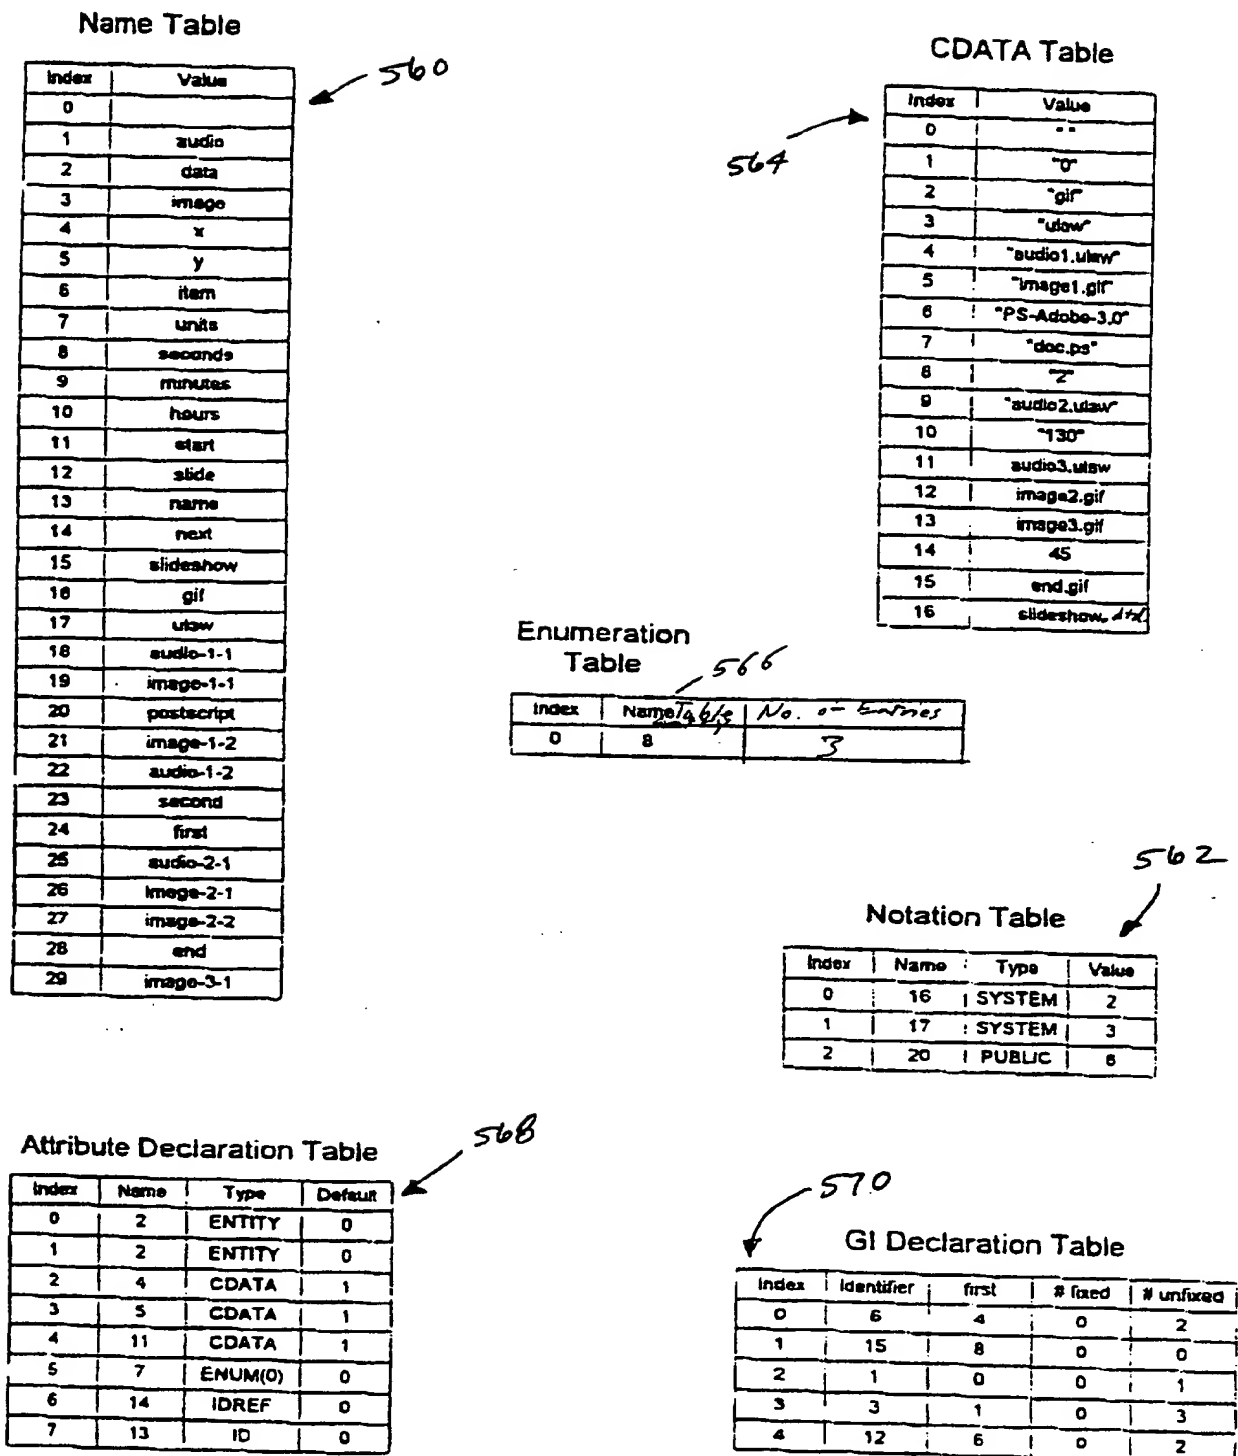 Name Table
560
Index Value
0
1 audio
2 data
3 image
4 x
5 y
6 item
7 units
8 seconds
9 minutes
10 hours
11 start
12 slide
13 name
14 next
15 slideshow
16 gif
17 ulaw
18 audio-1-1
19 image-1-1
20 postscript
21 image-1-2
22 audio-1-2
23 second
24 first
25 audio-2-1
26 image-2-1
27 image-2-2
28 end
29 image-3-1
CDATA Table
564
Index Value
0 ""
1 "0"
2 "gif"
3 "ulaw"
4 "audio1.ulaw"
5 "image1.gif"
6 "PS-Adobe-3.0"
7 "doc.ps"
8 "2"
9 "audio2.ulaw"
10 "130"
11 audio3.ulaw
12 image2.gif
13 image3.gif
14 45
15 end.gif
16 slideshow.dtd
Enumeration
Table
566
Index NameTable No. of Entries
0 8 3
562
Notation Table
Index Name Type Value
0 16 SYSTEM 2
1 17 SYSTEM 3
2 20 PUBLIC 6
Attribute Declaration Table
568
Index Name Type Default
0 2 ENTITY 0
1 2 ENTITY 0
2 4 CDATA 1
3 5 CDATA 1
4 11 CDATA 1
5 7 ENUM(0) 0
6 14 IDREF 0
7 13 ID 0
570
GI Declaration Table
Index Identifier first # fixed # unfixed
0 6 4 0 2
1 15 8 0 0
2 1 0 0 1
3 3 1 0 3
4 12 6 0 2